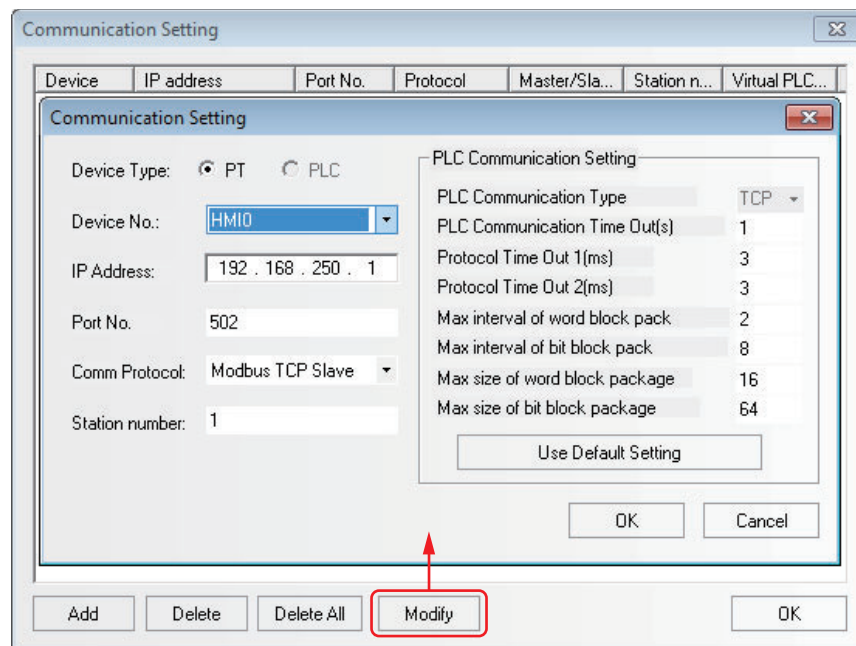 Communication Setting
Device IP address Port No. Protocol Master/Sla... Station n... Virtual PLC...
Communication Setting
Device Type: PT PLC
Device No.: HMI0
IP Address: 192 . 168 . 250 . 1
Port No. 502
Comm Protocol: Modbus TCP Slave
Station number: 1
PLC Communication Setting
PLC Communication Type TCP
PLC Communication Time Out(s) 1
Protocol Time Out 1(ms) 3
Protocol Time Out 2(ms) 3
Max interval of word block pack 2
Max interval of bit block pack 8
Max size of word block package 16
Max size of bit block package 64
Use Default Setting
OK Cancel
Add Delete Delete All Modify OK